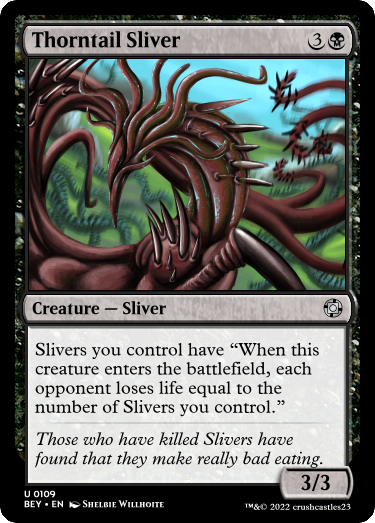 Thorntail Sliver 3
Creature — Sliver
Slivers you control have “When this
creature enters the battlefield, each
opponent loses life equal to the
number of Slivers you control.”
Those who have killed Slivers have
found that they make really bad eating.
3/3
U 0109
BEY • EN Shelbie Willhoite
™&© 2022 crushcastles23